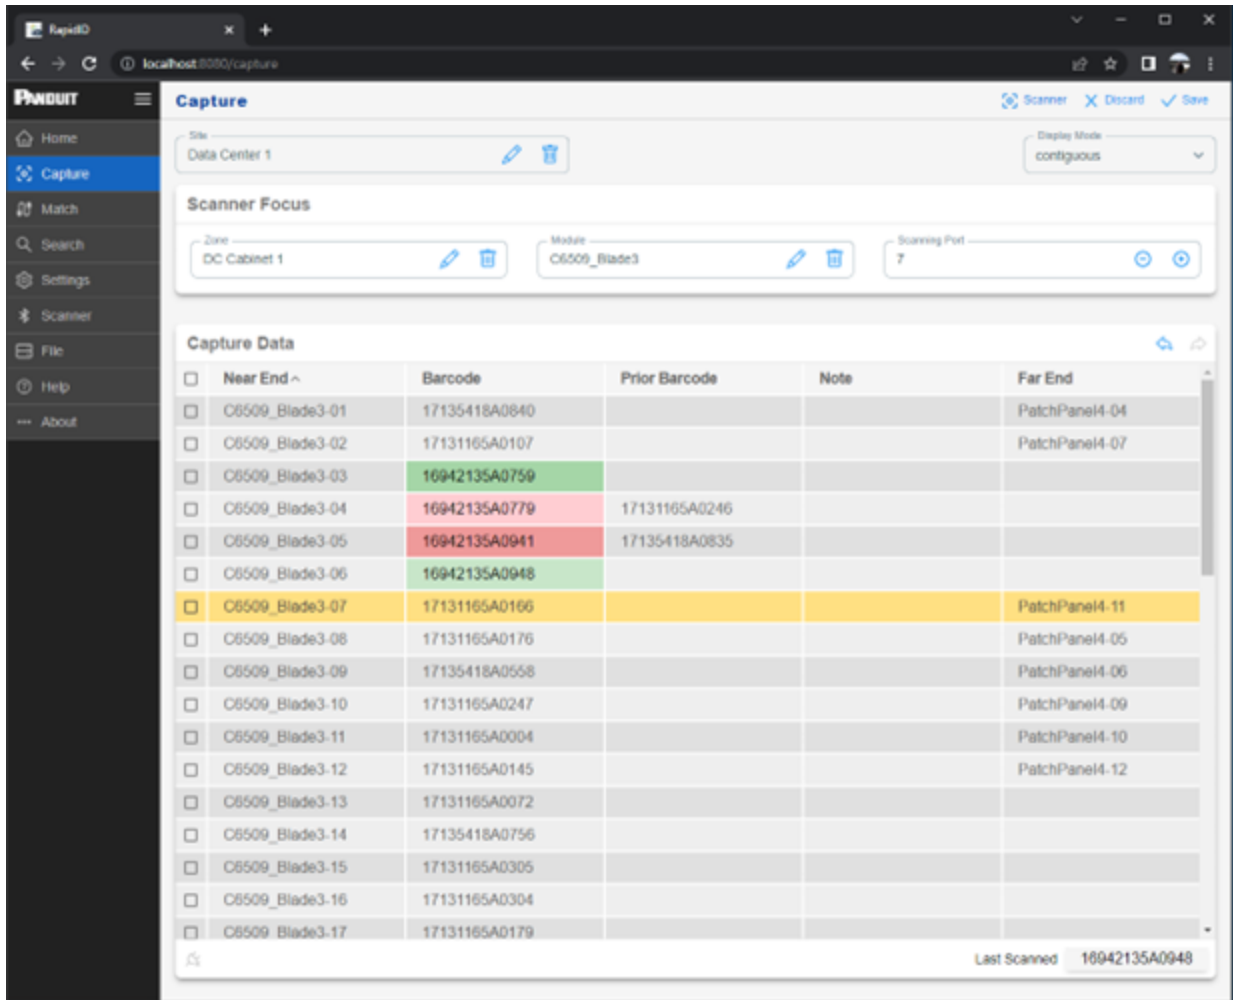 RapidID
localhost:8080/capture
PANDUIT
Capture
Scanner Discard Save
Home
Capture
Match
Search
Settings
Scanner
File
Help
About
Site
Data Center 1
Display Mode
contiguous
Scanner Focus
Zone
DC Cabinet 1
Module
C6509_Blade3
Scanning Port
7
Capture Data
Near End Barcode Prior Barcode Note Far End
C6509_Blade3-01 17135418A0840 PatchPanel4-04
C6509_Blade3-02 17131165A0107 PatchPanel4-07
C6509_Blade3-03 16942135A0759
C6509_Blade3-04 16942135A0779 17131165A0246
C6509_Blade3-05 16942135A0941 17135418A0835
C6509_Blade3-06 16942135A0948
C6509_Blade3-07 17131165A0166 PatchPanel4-11
C6509_Blade3-08 17131165A0176 PatchPanel4-05
C6509_Blade3-09 17135418A0558 PatchPanel4-06
C6509_Blade3-10 17131165A0247 PatchPanel4-09
C6509_Blade3-11 17131165A0004 PatchPanel4-10
C6509_Blade3-12 17131165A0145 PatchPanel4-12
C6509_Blade3-13 17131165A0072
C6509_Blade3-14 17135418A0756
C6509_Blade3-15 17131165A0305
C6509_Blade3-16 17131165A0304
C6509_Blade3-17 17131165A0179
Last Scanned 16942135A0948